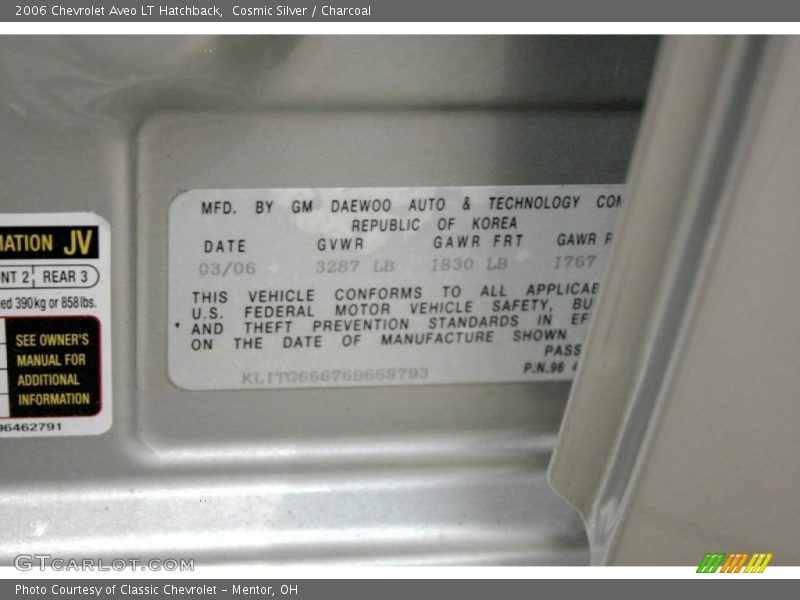 2006 Chevrolet Aveo LT Hatchback, Cosmic Silver / Charcoal
MATION JV
NT 2 REAR 3
ed 390kg or 858lbs.
SEE OWNER'S
MANUAL FOR
ADDITIONAL
INFORMATION
96462791
MFD. BY GM DAEWOO AUTO & TECHNOLOGY COM
REPUBLIC OF KOREA
DATE GVWR GAWR FRT GAWR R
03/06 3287 LB 1830 LB 1767
THIS VEHICLE CONFORMS TO ALL APPLICAB
U.S. FEDERAL MOTOR VEHICLE SAFETY, BU
AND THEFT PREVENTION STANDARDS IN EF
ON THE DATE OF MANUFACTURE SHOWN
PASS
P.N.96
KL1TG66676B668793
GTCARLOT.COM
Photo Courtesy of Classic Chevrolet - Mentor, OH